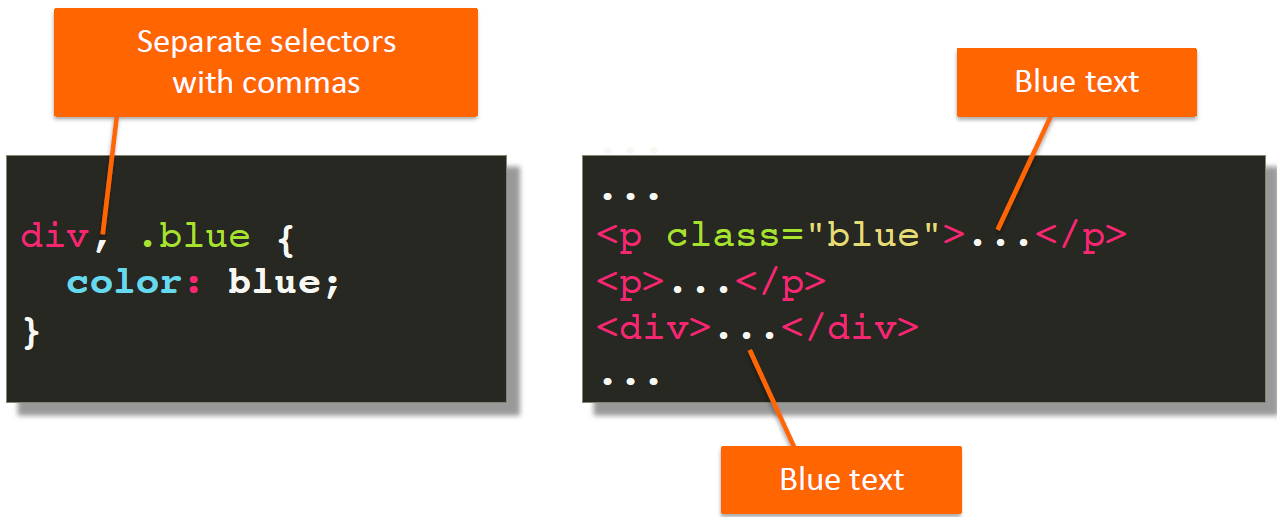 Separate selectors
with commas
div, .blue {
  color: blue;
}
Blue text
...
<p class="blue">...</p>
<p>...</p>
<div>...</div>
...
Blue text